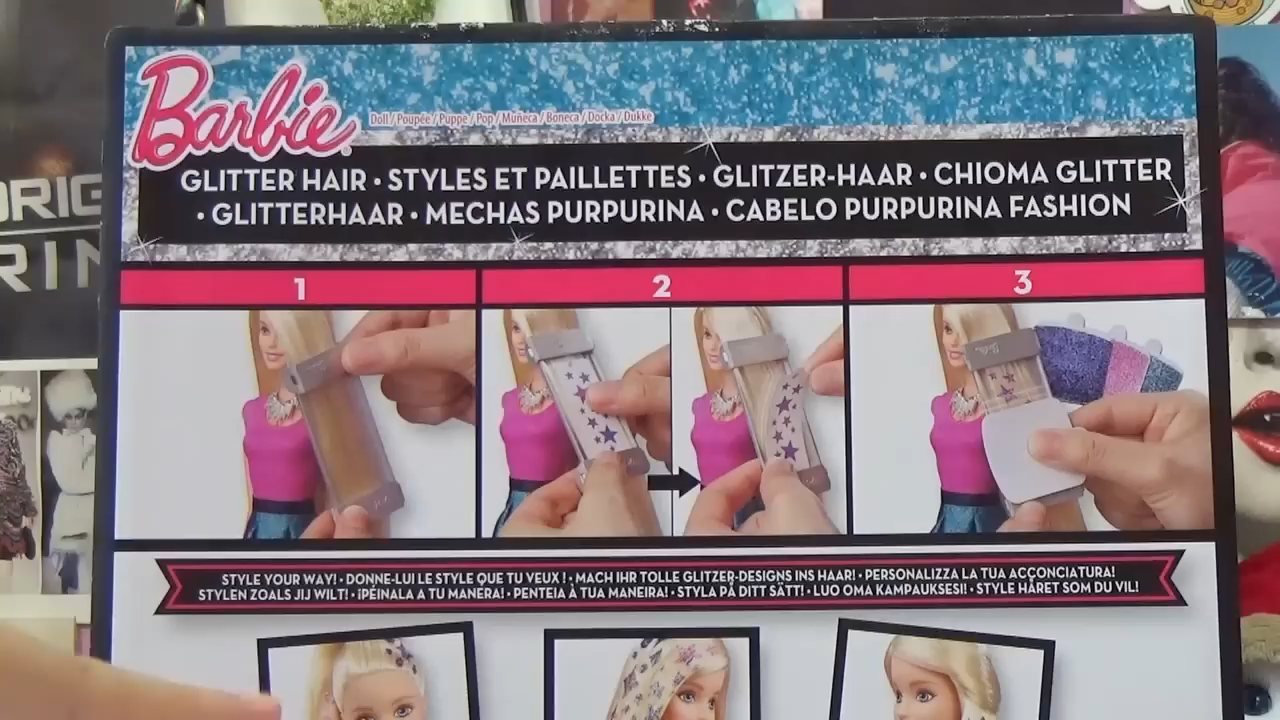 Barbie
Doll / Poupée / Puppe / Pop / Muñeca / Boneca / Docka / Dukke
GLITTER HAIR • STYLES ET PAILLETTES • GLITZER-HAAR • CHIOMA GLITTER
• GLITTERHAAR • MECHAS PURPURINA • CABELO PURPURINA FASHION
1 2 3
STYLE YOUR WAY! • DONNE-LUI LE STYLE QUE TU VEUX ! • MACH IHR TOLLE GLITZER-DESIGNS INS HAAR! • PERSONALIZZA LA TUA ACCONCIATURA!
STYLEN ZOALS JIJ WILT! • ¡PÉINALA A TU MANERA! • PENTEIA À TUA MANEIRA! • STYLA PÅ DITT SÄTT! • LUO OMA KAMPAUKSESI! • STYLE HÅRET SOM DU VIL!